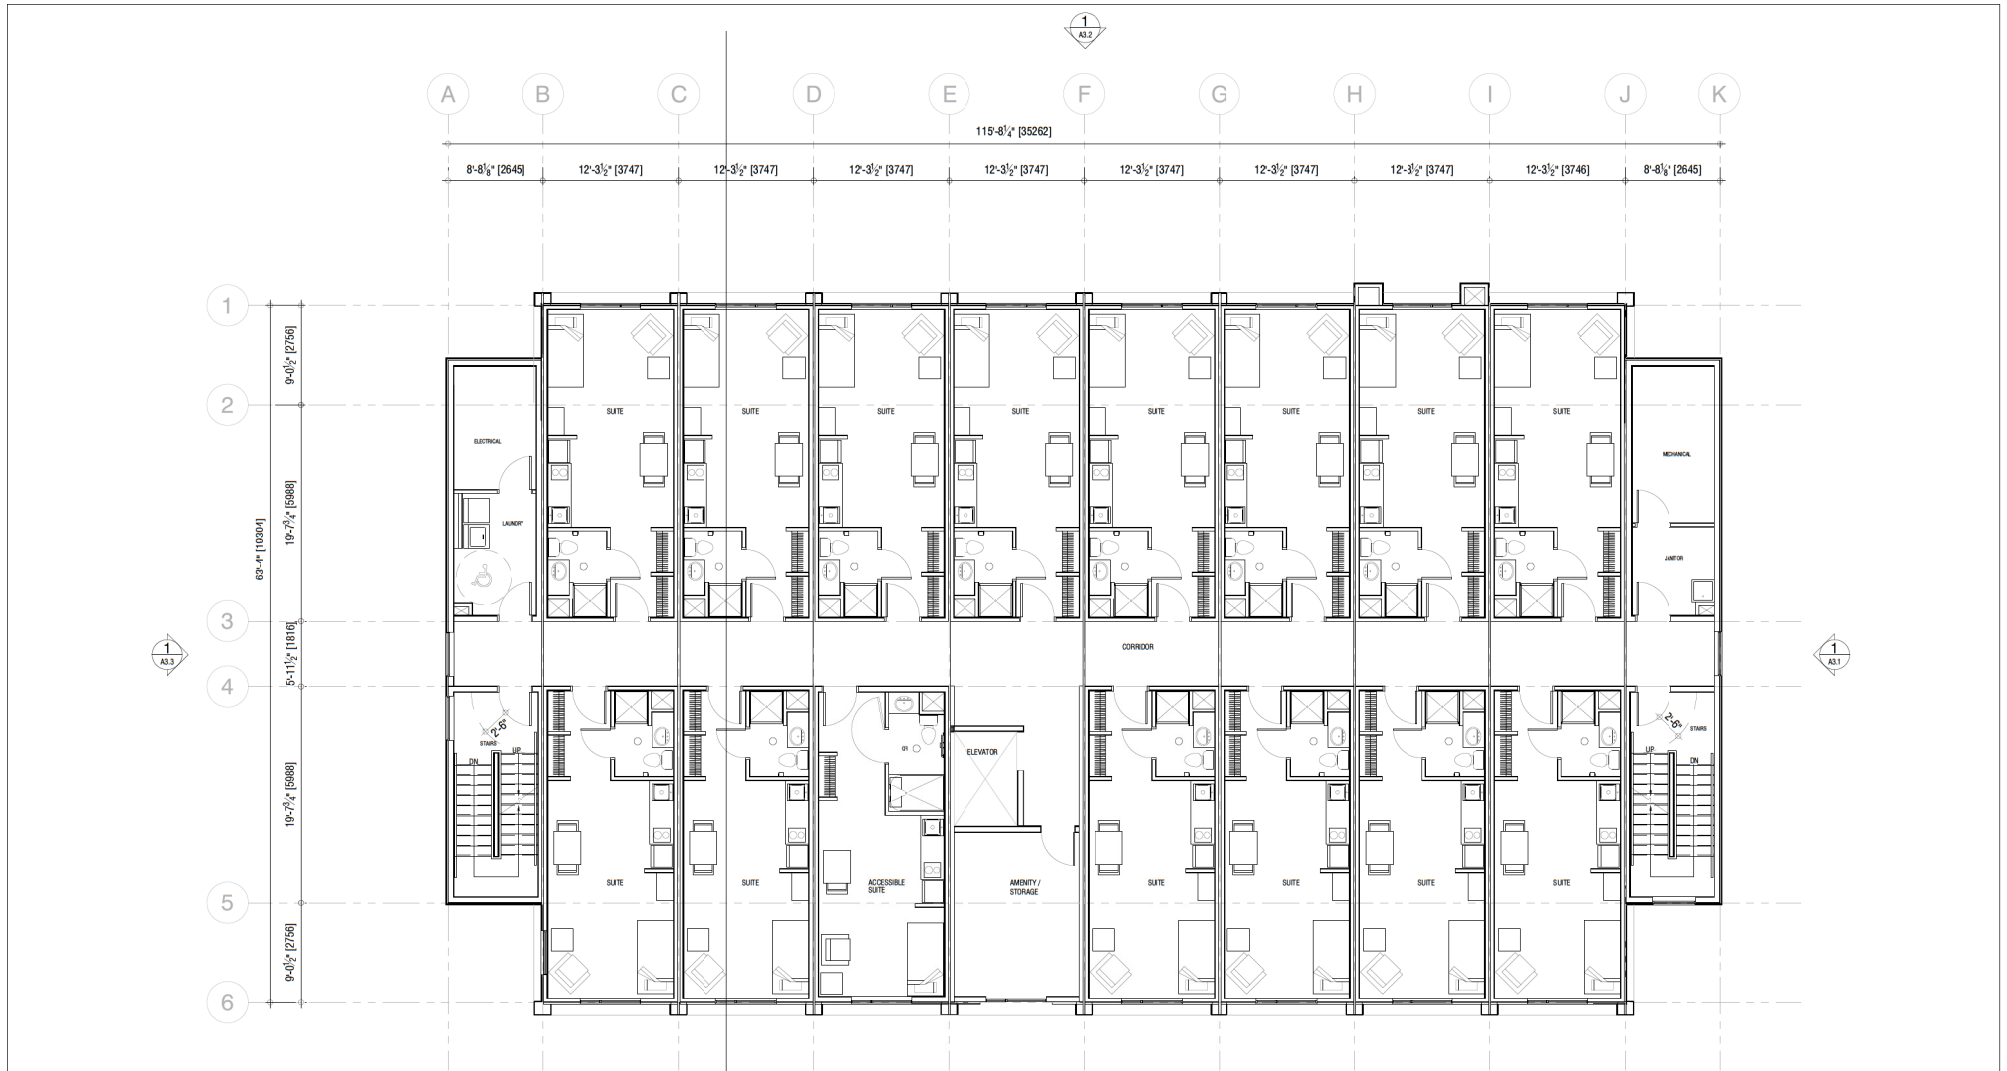 1
A3.2
A B C D E F G H I J K
115'-8¼" [35262]
8'-8⅛" [2645] 12'-3½" [3747] 12'-3½" [3747] 12'-3½" [3747] 12'-3½" [3747] 12'-3½" [3747] 12'-3½" [3747] 12'-3½" [3747] 12'-3½" [3746] 8'-8⅛' [2645]
1
9'-0½" [2756]
2
SUITE SUITE SUITE SUITE SUITE SUITE SUITE SUITE
ELECTRICAL
MECHANICAL
19'-7¾" [5988]
LAUNDRY
63'-4" [10304]
JANITOR
3
5'-11½" [1816]
CORRIDOR
1
A3.3
1
A3.1
4
2'-6"
2'-6"
STAIRS
STAIRS
UP
UP
ELEVATOR
DN
DN
19'-7¾" [5988]
SUITE SUITE
ACCESSIBLE
SUITE
AMENITY /
STORAGE
SUITE SUITE SUITE SUITE
5
9'-0½" [2756]
6